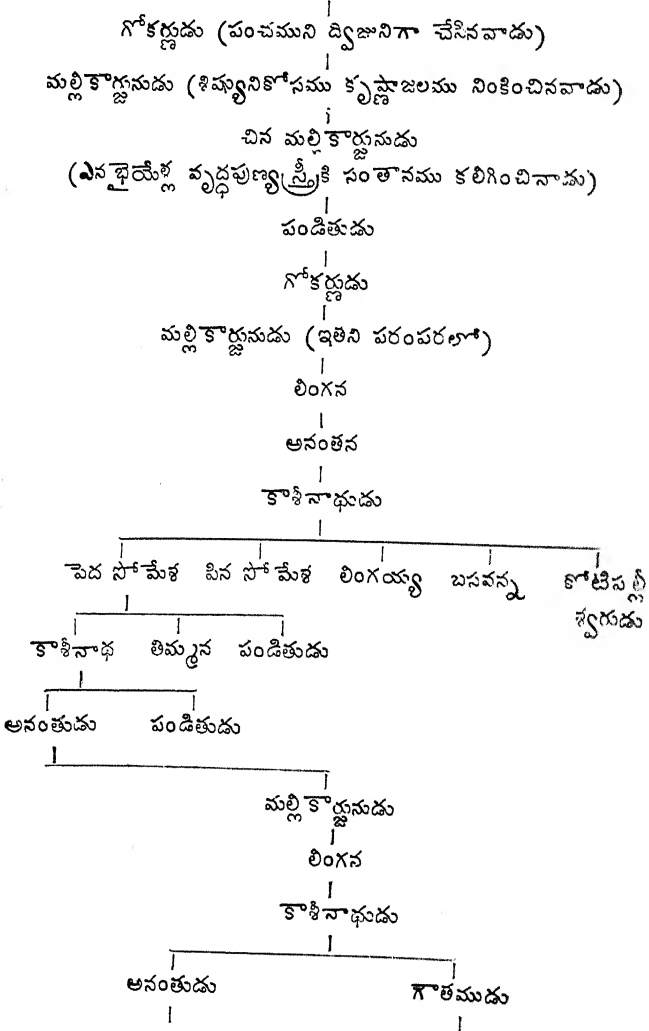 గోకర్ణుడు (పంచముని ద్విజునిగా చేసినవాడు)
మల్లికార్జునుడు (శిష్యునికోసము కృష్ణాజలము నింకించినవాడు)
చిన మల్లికార్జునుడు
(ఎనభైయేళ్ల వృద్ధపుణ్యస్త్రీకి సంతానము కలిగించినాడు)
పండితుడు
గోకర్ణుడు
మల్లికార్జునుడు (ఇతని పరంపరలో)
లింగన
అనంతన
కాశీనాథుడు
పెద సోమేశ పిన సోమేశ లింగయ్య బసవన్న కోటిపల్లీ
శ్వరుడు
కాశీనాథ తిమ్మన పండితుడు
అనంతుడు పండితుడు
మల్లికార్జునుడు
లింగన
కాశీనాథుడు
అనంతుడు గౌతముడు